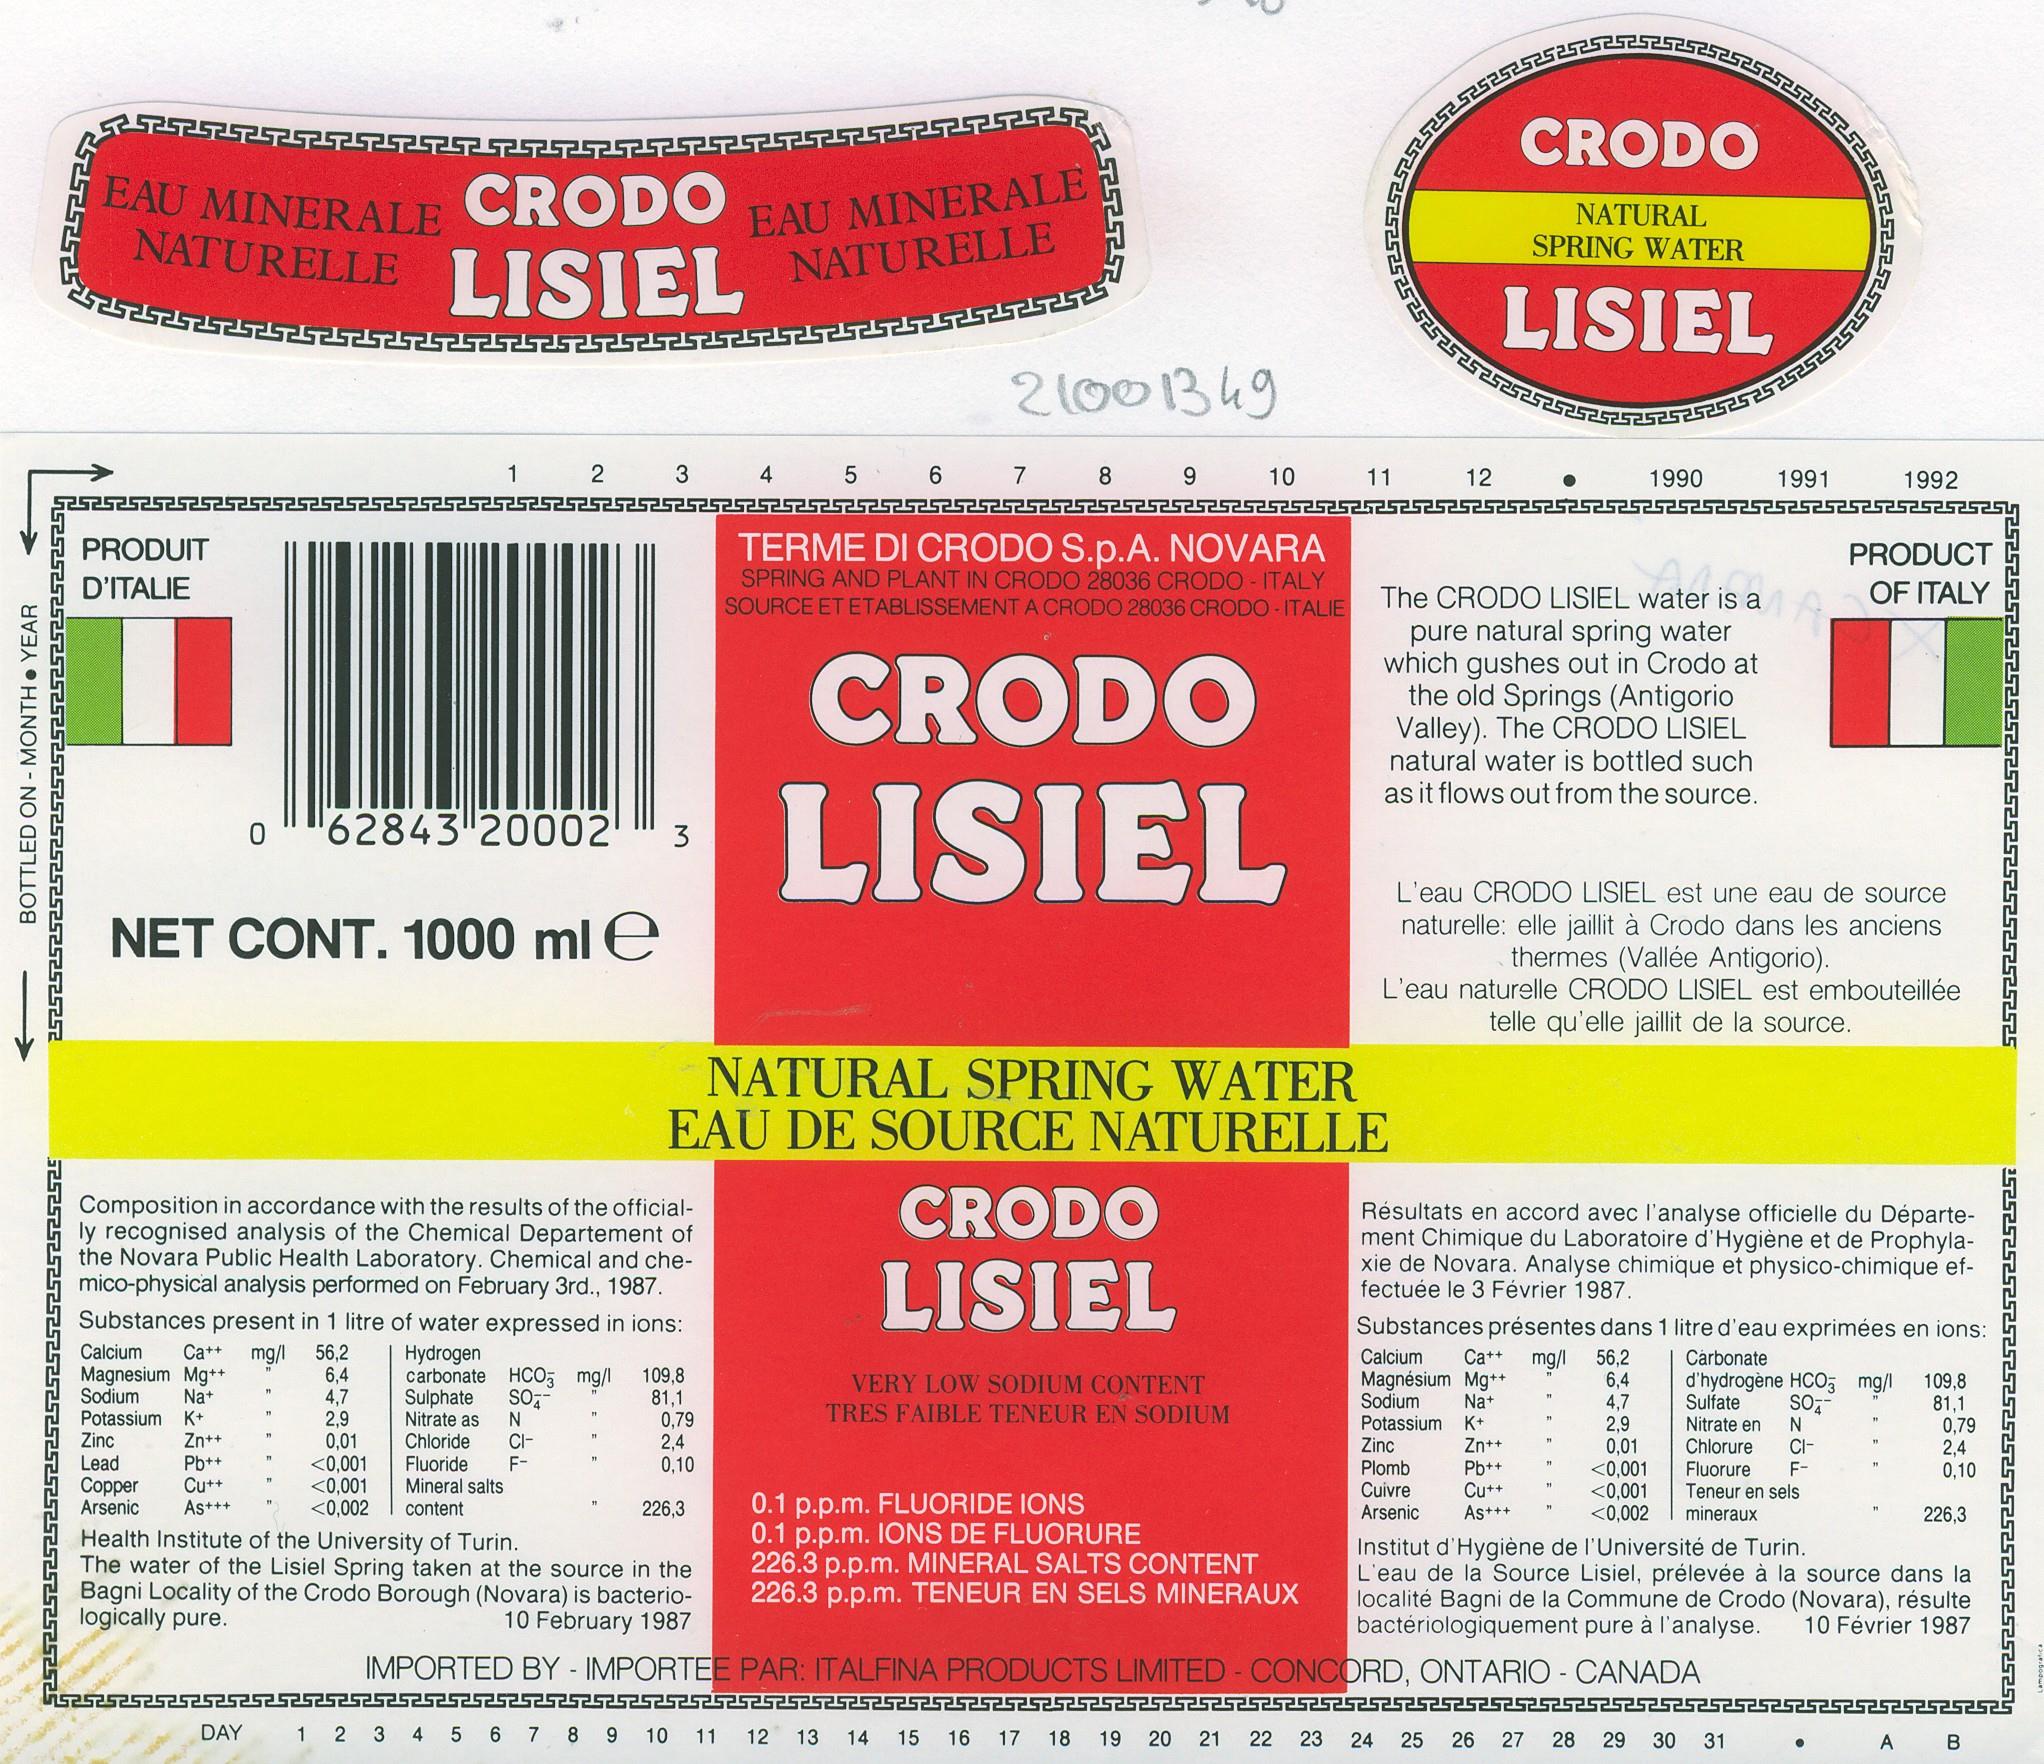 EAU MINERALE
NATURELLE
CRODO
LISIEL
EAU MINERALE
NATURELLE
CRODO
NATURAL
SPRING WATER
LISIEL
21001349
1 2 3 4 5 6 7 8 9 10 11 12 • 1990 1991 1992
BOTTLED ON - MONTH • YEAR
PRODUIT
D'ITALIE
0 62843 20002 3
NET CONT. 1000 ml e
TERME DI CRODO S.p.A. NOVARA
SPRING AND PLANT IN CRODO 28036 CRODO - ITALY
SOURCE ET ETABLISSEMENT A CRODO 28036 CRODO - ITALIE
CRODO
LISIEL
PRODUCT
OF ITALY
The CRODO LISIEL water is a
pure natural spring water
which gushes out in Crodo at
the old Springs (Antigorio
Valley). The CRODO LISIEL
natural water is bottled such
as it flows out from the source.
L'eau CRODO LISIEL est une eau de source
naturelle: elle jaillit à Crodo dans les anciens
thermes (Vallée Antigorio).
L'eau naturelle CRODO LISIEL est embouteillée
telle qu'elle jaillit de la source.
NATURAL SPRING WATER
EAU DE SOURCE NATURELLE
Composition in accordance with the results of the official-
ly recognised analysis of the Chemical Departement of
the Novara Public Health Laboratory. Chemical and che-
mico-physical analysis performed on February 3rd., 1987.
Substances present in 1 litre of water expressed in ions:
Calcium Ca++ mg/l 56,2
Magnesium Mg++ " 6,4
Sodium Na+ " 4,7
Potassium K+ " 2,9
Zinc Zn++ " 0,01
Lead Pb++ " <0,001
Copper Cu++ " <0,001
Arsenic As+++ " <0,002
Hydrogen
carbonate HCO3- mg/l 109,8
Sulphate SO4-- " 81,1
Nitrate as N " 0,79
Chloride Cl- " 2,4
Fluoride F- " 0,10
Mineral salts
content " 226,3
Health Institute of the University of Turin.
The water of the Lisiel Spring taken at the source in the
Bagni Locality of the Crodo Borough (Novara) is bacterio-
logically pure. 10 February 1987
CRODO
LISIEL
VERY LOW SODIUM CONTENT
TRES FAIBLE TENEUR EN SODIUM
0.1 p.p.m. FLUORIDE IONS
0.1 p.p.m. IONS DE FLUORURE
226.3 p.p.m. MINERAL SALTS CONTENT
226.3 p.p.m. TENEUR EN SELS MINERAUX
Résultats en accord avec l'analyse officielle du Départe-
ment Chimique du Laboratoire d'Hygiène et de Prophyla-
xie de Novara. Analyse chimique et physico-chimique ef-
fectuée le 3 Février 1987.
Substances présentes dans 1 litre d'eau exprimées en ions:
Calcium Ca++ mg/l 56,2
Magnésium Mg++ " 6,4
Sodium Na+ " 4,7
Potassium K+ " 2,9
Zinc Zn++ " 0,01
Plomb Pb++ " <0,001
Cuivre Cu++ " <0,001
Arsenic As+++ " <0,002
Carbonate
d'hydrogène HCO3- mg/l 109,8
Sulfate SO4-- " 81,1
Nitrate en N " 0,79
Chlorure Cl- " 2,4
Fluorure F- " 0,10
Teneur en sels
mineraux " 226,3
Institut d'Hygiène de l'Université de Turin.
L'eau de la Source Lisiel, prélevée à la source dans la
localité Bagni de la Commune de Crodo (Novara), résulte
bactériologiquement pure à l'analyse. 10 Février 1987
IMPORTED BY - IMPORTEE PAR: ITALFINA PRODUCTS LIMITED - CONCORD, ONTARIO - CANADA
DAY 1 2 3 4 5 6 7 8 9 10 11 12 13 14 15 16 17 18 19 20 21 22 23 24 25 26 27 28 29 30 31 • A B